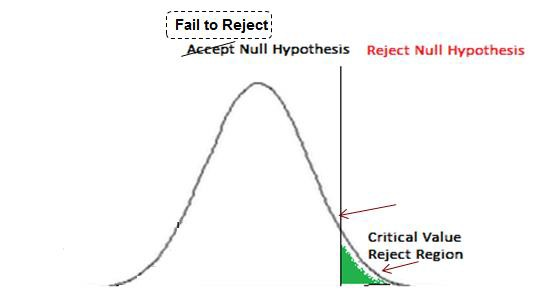 Fail to Reject
Accept Null Hypothesis Reject Null Hypothesis
Critical Value
Reject Region